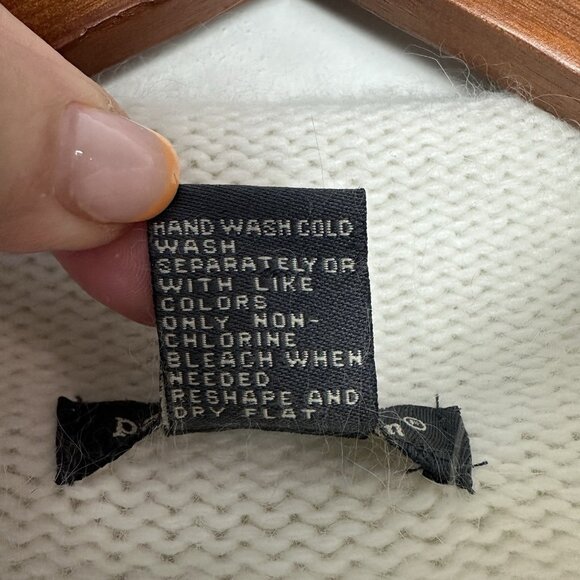 HAND WASH COLD
WASH
SEPARATELY OR
WITH LIKE
COLORS
ONLY NON-
CHLORINE
BLEACH WHEN
NEEDED
RESHAPE AND
DRY FLAT